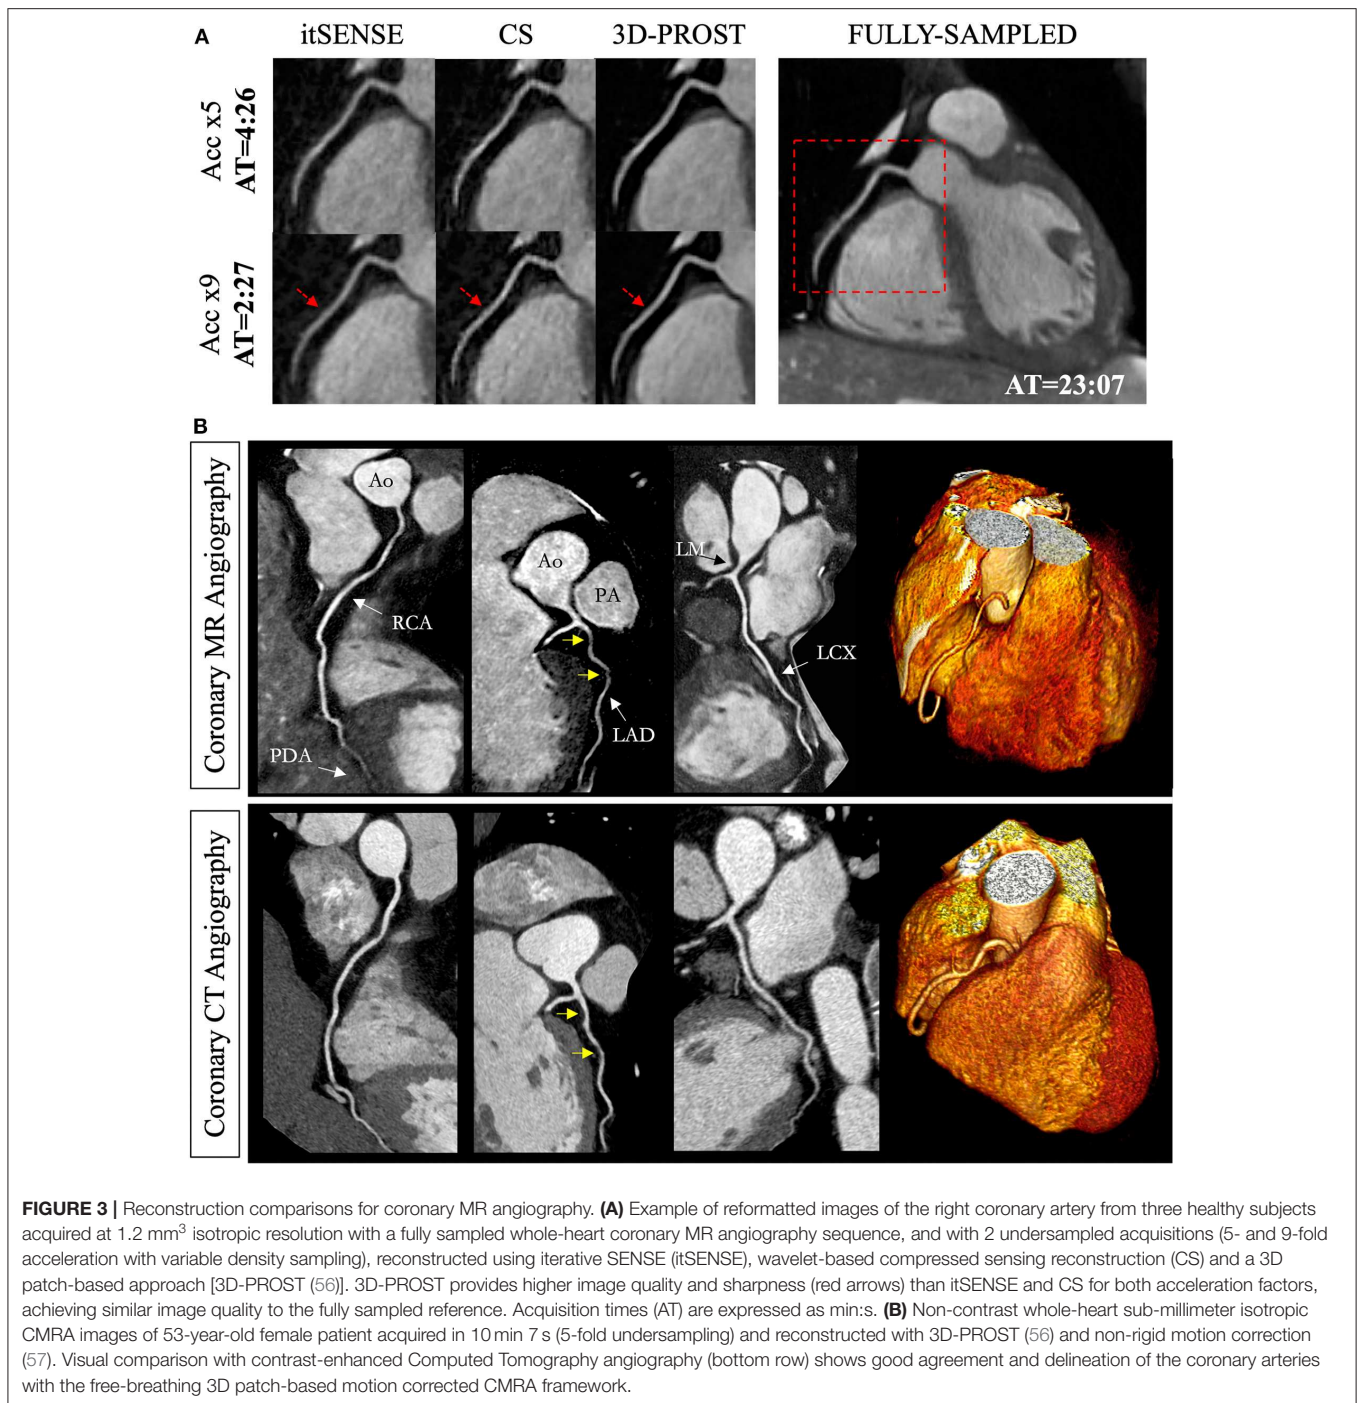 A
itSENSE CS 3D-PROST FULLY-SAMPLED
Acc x5
AT=4:26
Acc x9
AT=2:27
AT=23:07
B
Coronary MR Angiography
Ao
RCA
PDA
Ao
PA
LAD
LM
LCX
Coronary CT Angiography
FIGURE 3 | Reconstruction comparisons for coronary MR angiography. (A) Example of reformatted images of the right coronary artery from three healthy subjects
acquired at 1.2 mm³ isotropic resolution with a fully sampled whole-heart coronary MR angiography sequence, and with 2 undersampled acquisitions (5- and 9-fold
acceleration with variable density sampling), reconstructed using iterative SENSE (itSENSE), wavelet-based compressed sensing reconstruction (CS) and a 3D
patch-based approach [3D-PROST (56)]. 3D-PROST provides higher image quality and sharpness (red arrows) than itSENSE and CS for both acceleration factors,
achieving similar image quality to the fully sampled reference. Acquisition times (AT) are expressed as min:s. (B) Non-contrast whole-heart sub-millimeter isotropic
CMRA images of 53-year-old female patient acquired in 10 min 7 s (5-fold undersampling) and reconstructed with 3D-PROST (56) and non-rigid motion correction
(57). Visual comparison with contrast-enhanced Computed Tomography angiography (bottom row) shows good agreement and delineation of the coronary arteries
with the free-breathing 3D patch-based motion corrected CMRA framework.